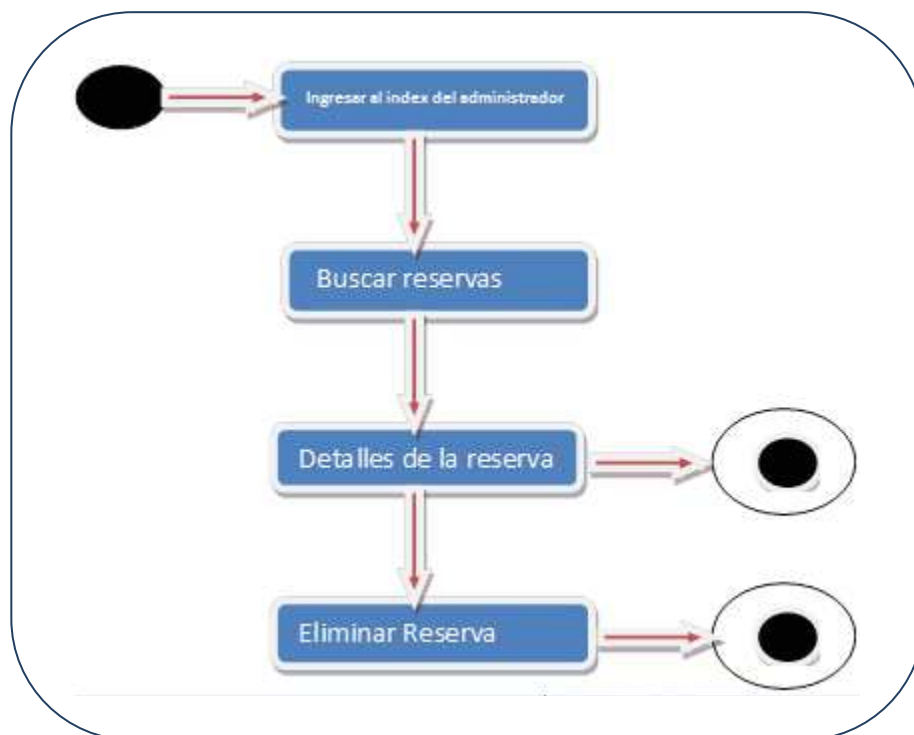 Ingresar al index del administrador
Buscar reservas
Detalles de la reserva
Eliminar Reserva